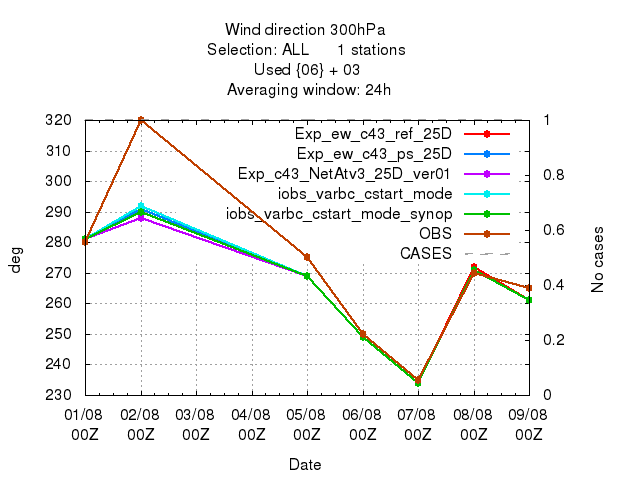 Wind direction 300hPa
Selection: ALL 1 stations
Used {06} + 03
Averaging window: 24h
320
310
300
290
280
270
260
250
240
230
deg
1
0.8
0.6
0.4
0.2
0
No cases
Exp_ew_c43_ref_25D
Exp_ew_c43_ps_25D
Exp_c43_NetAtv3_25D_ver01
iobs_varbc_cstart_mode
iobs_varbc_cstart_mode_synop
OBS
CASES
01/08 02/08 03/08 04/08 05/08 06/08 07/08 08/08 09/08
00Z 00Z 00Z 00Z 00Z 00Z 00Z 00Z 00Z
Date